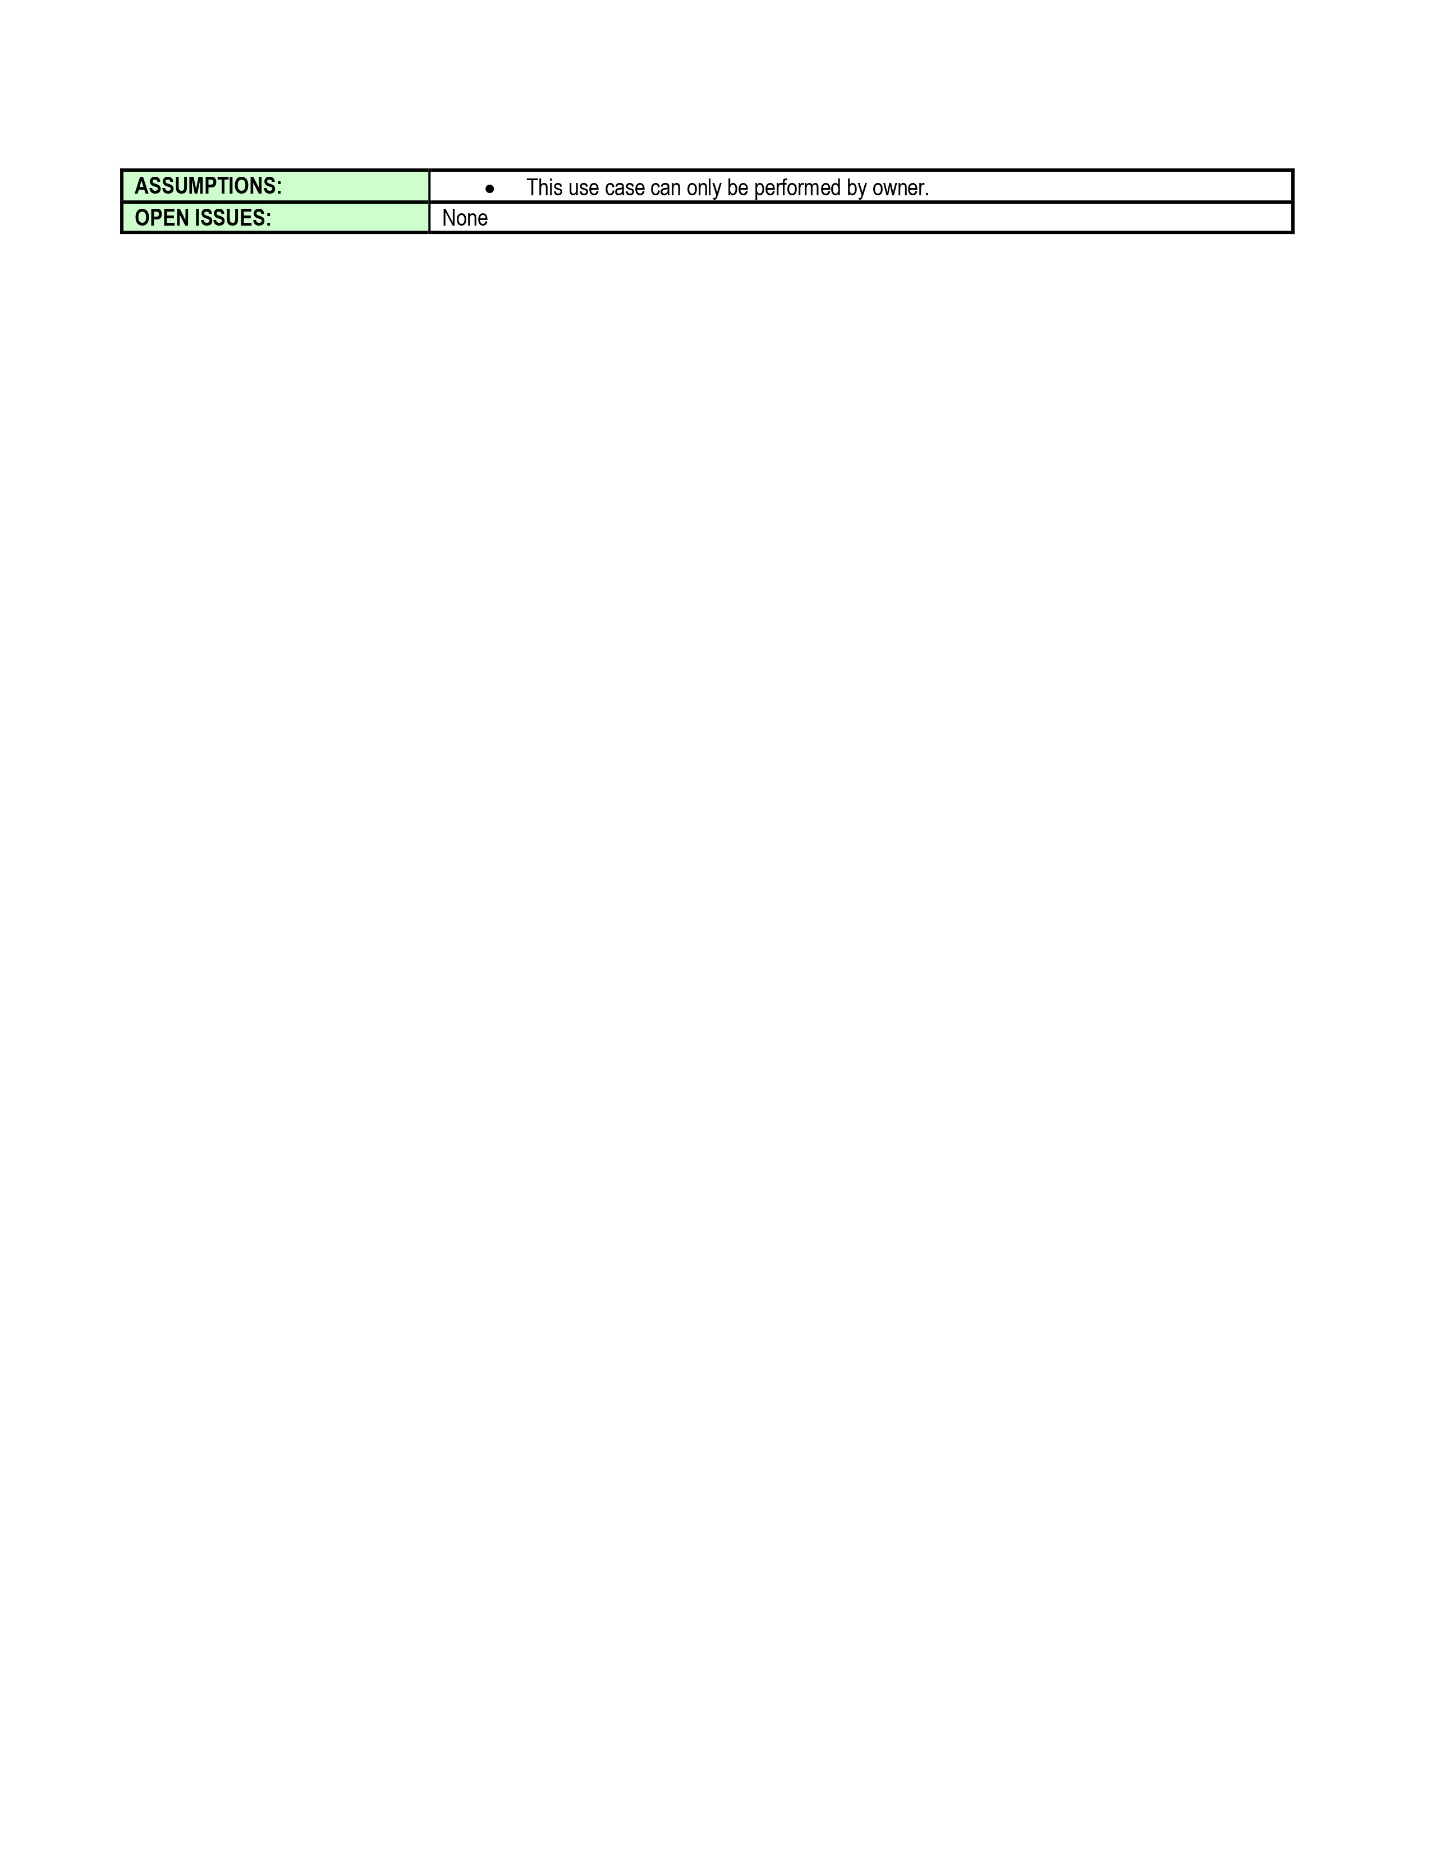 ASSUMPTIONS: • This use case can only be performed by owner.
OPEN ISSUES: None